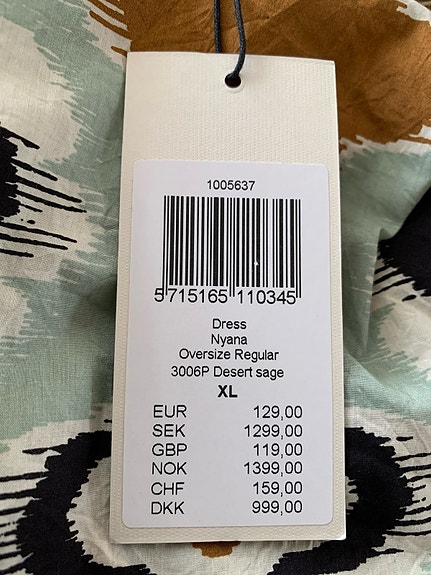 1005637
5 715165 110345
Dress
Nyana
Oversize Regular
3006P Desert sage
XL
EUR 129,00
SEK 1299,00
GBP 119,00
NOK 1399,00
CHF 159,00
DKK 999,00